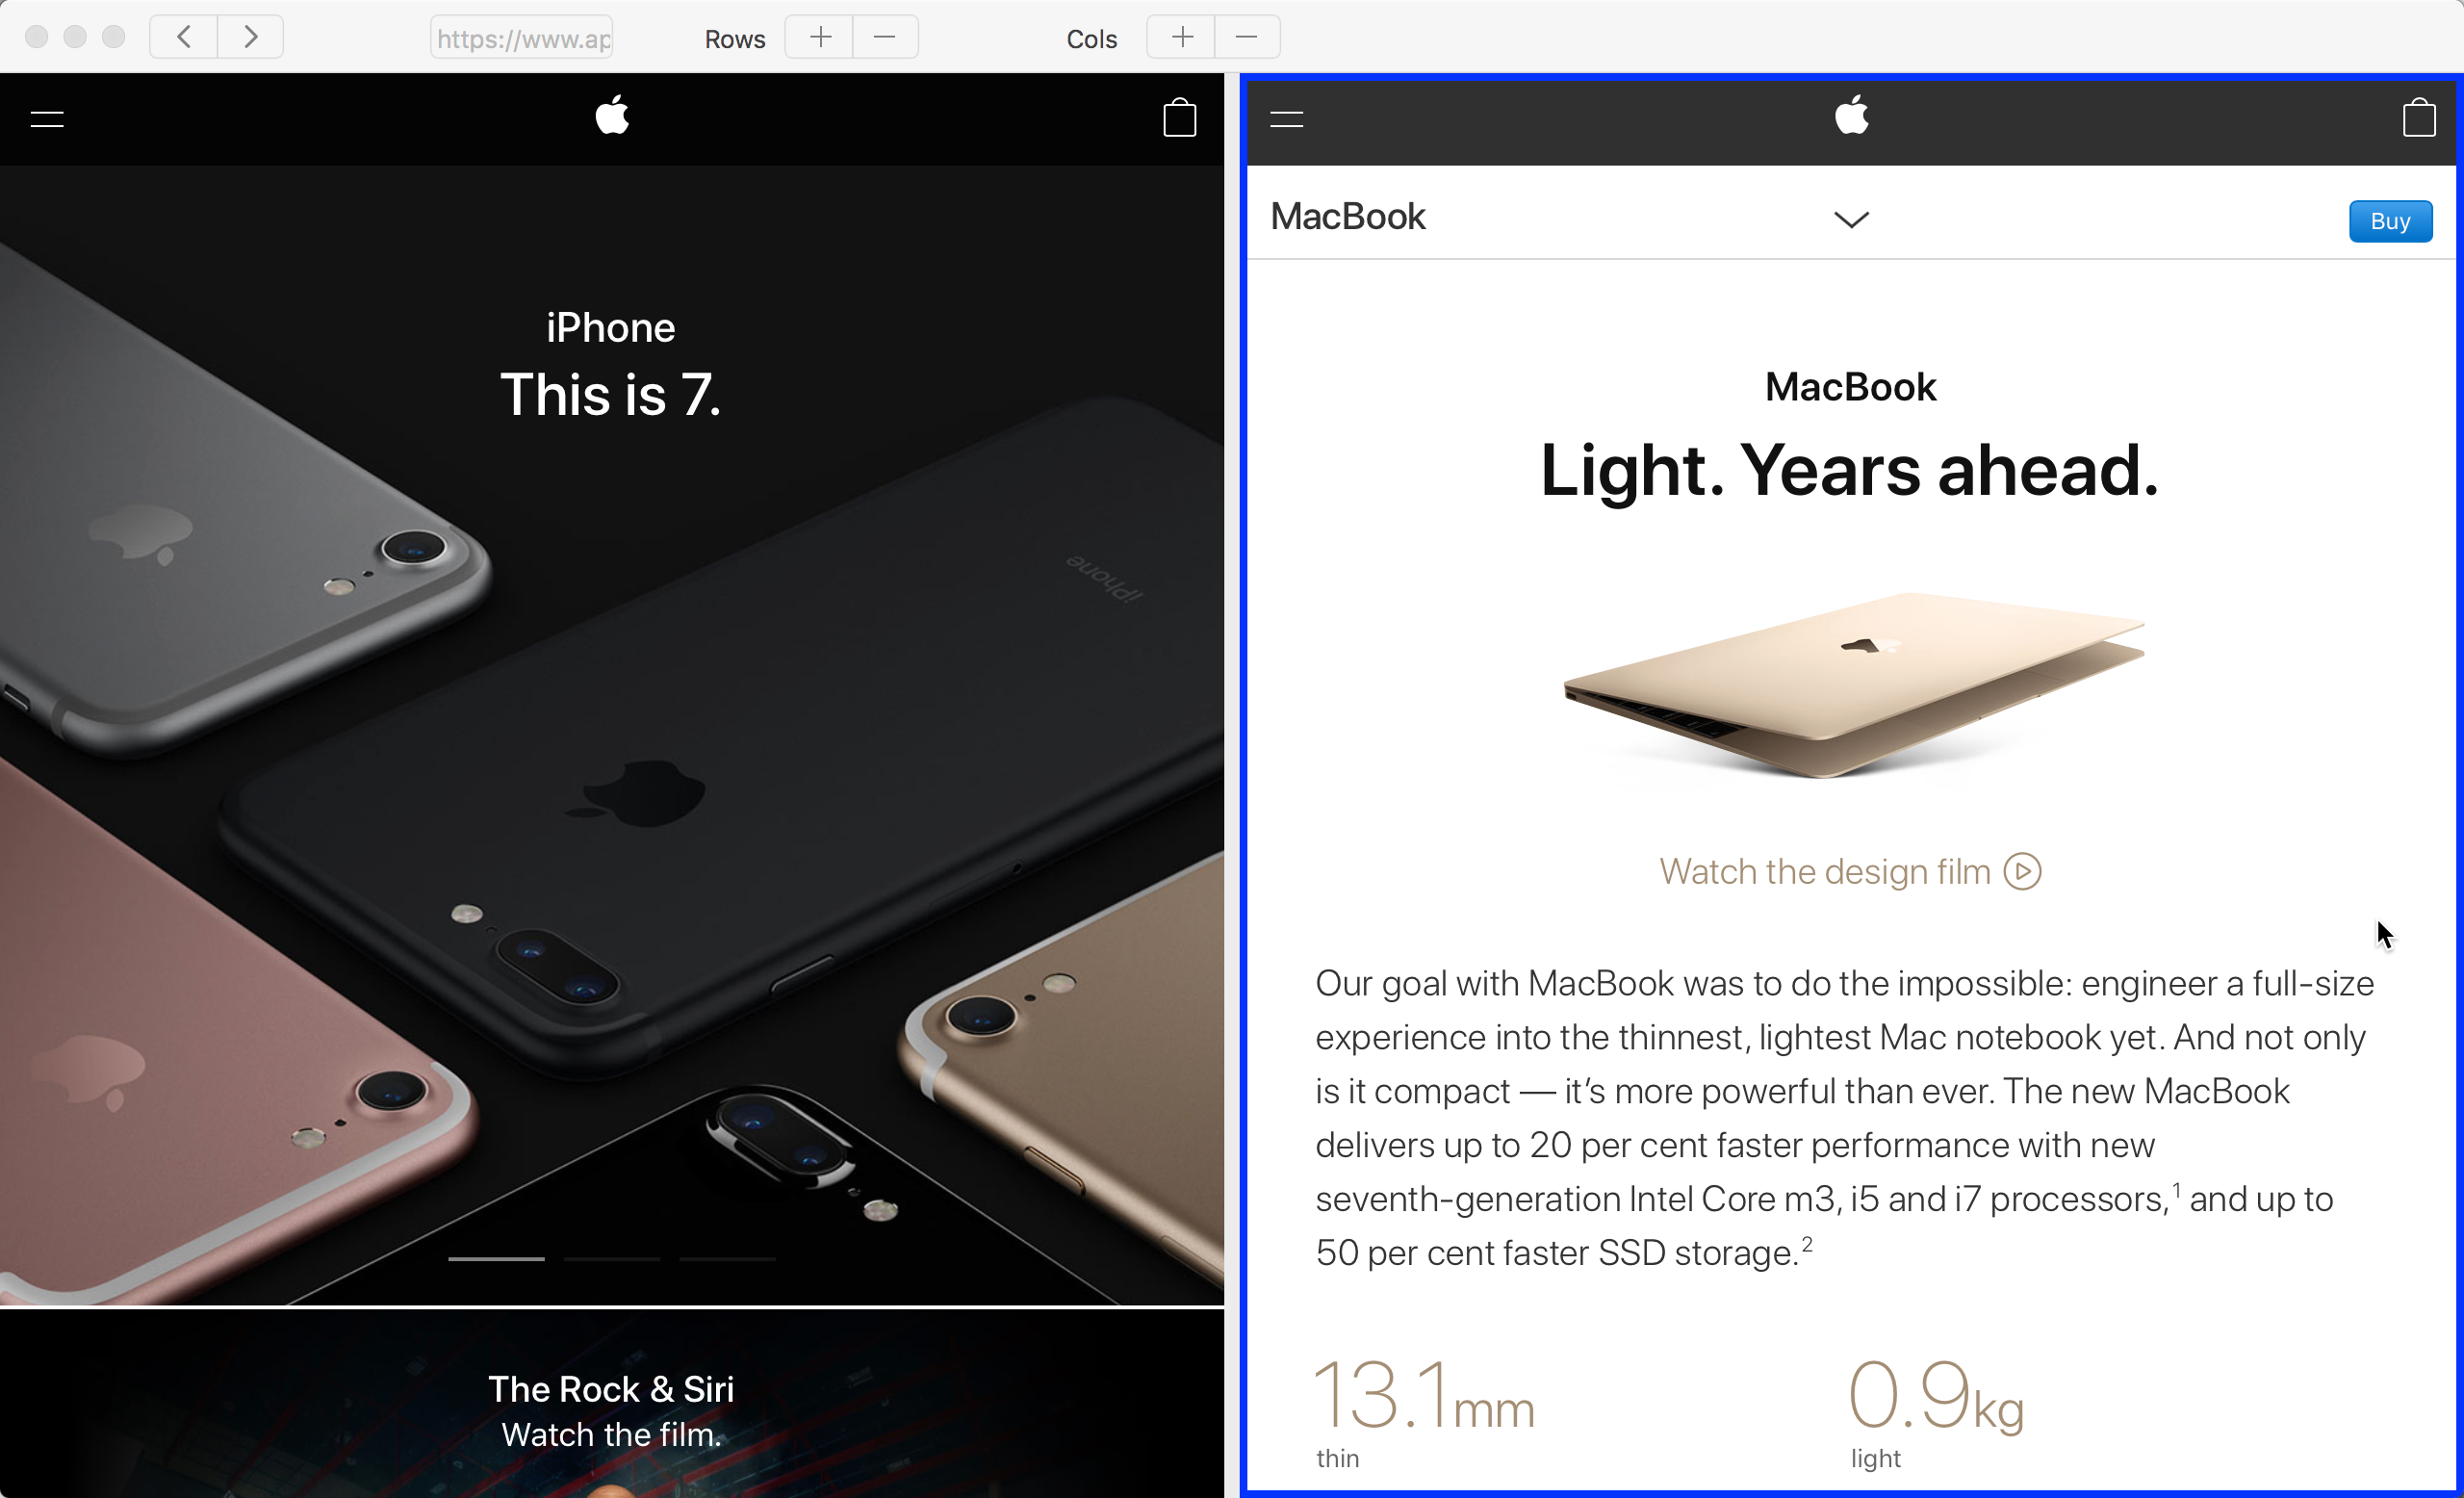 https://www.ap
Rows
Cols
iPhone
This is 7.
iPhone
The Rock & Siri
Watch the film.
MacBook
Buy
MacBook
Light. Years ahead.
Watch the design film
Our goal with MacBook was to do the impossible: engineer a full-size
experience into the thinnest, lightest Mac notebook yet. And not only
is it compact — it’s more powerful than ever. The new MacBook
delivers up to 20 per cent faster performance with new
seventh-generation Intel Core m3, i5 and i7 processors,¹ and up to
50 per cent faster SSD storage.²
13.1mm
thin
0.9kg
light